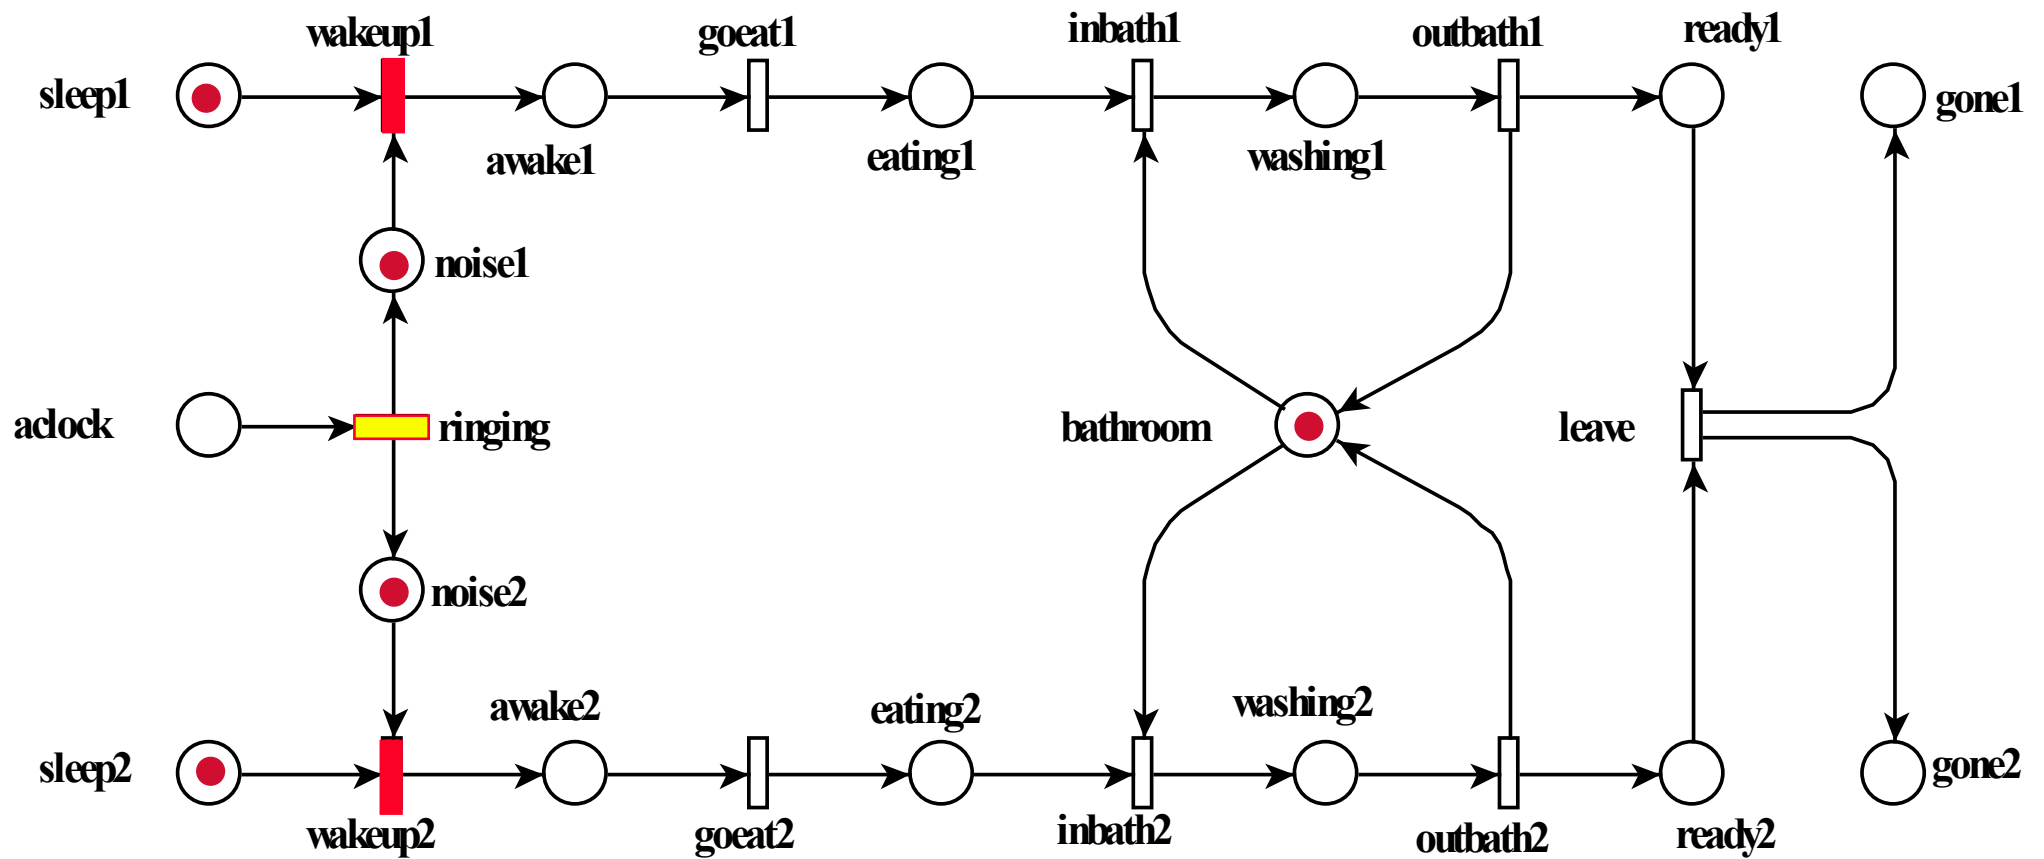 wakeup1
goeat1
inbath1
outbath1
ready1
sleep1
gone1
awake1
eating1
washing1
noise1
aclock
ringing
bathroom
leave
noise2
awake2
eating2
washing2
sleep2
gone2
wakeup2
goeat2
inbath2
outbath2
ready2